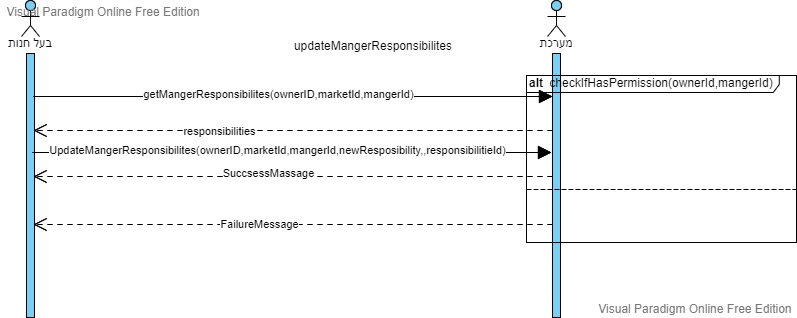 Visual Paradigm Online Free Edition
בעל חנות
מערכת
updateMangerResponsibilites
alt checkIfHasPermission(ownerId,mangerId)
getMangerResponsibilites(ownerID,marketId,mangerId)
responsibilities
UpdateMangerResponsibilites(ownerID,marketId,mangerId,newResposibility,,responsibilitieId)
SuccsessMassage
FailureMessage
Visual Paradigm Online Free Edition